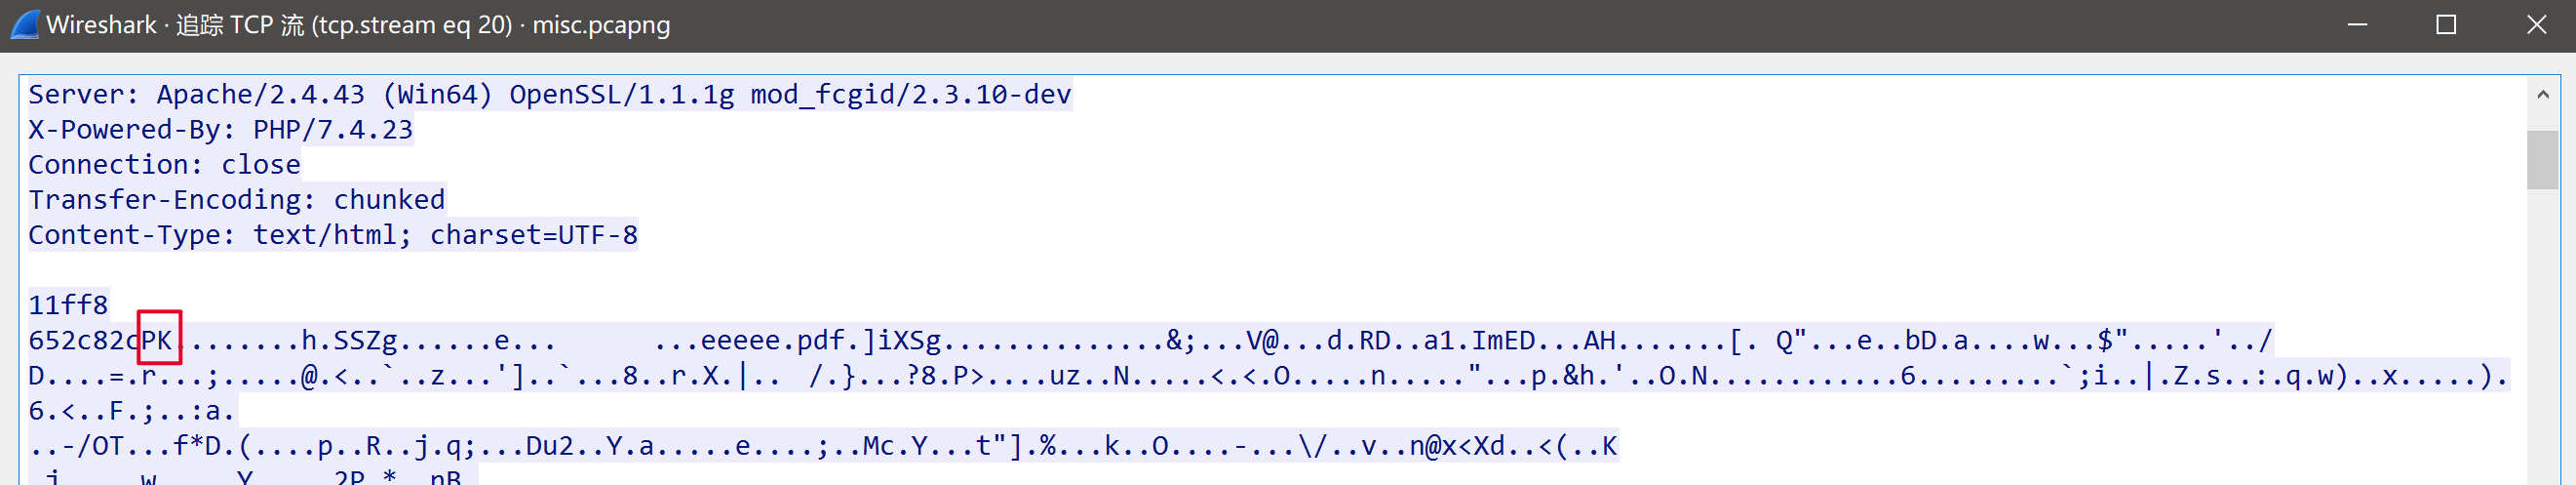 Wireshark · 追踪 TCP 流 (tcp.stream eq 20) · misc.pcapng
Server: Apache/2.4.43 (Win64) OpenSSL/1.1.1g mod_fcgid/2.3.10-dev
X-Powered-By: PHP/7.4.23
Connection: close
Transfer-Encoding: chunked
Content-Type: text/html; charset=UTF-8
11ff8
652c82cPK........h.SSZg......e...      ...eeeee.pdf.]iXSg..............&;...V@...d.RD..a1.ImED...AH.......[. Q"...e..bD.a....w...$".....'../
D....=.r...;.....@.<..`..z...']..`...8..r.X.|..  /.}...?8.P>....uz..N.....<.<.O.....n....."...p.&h.'..O.N............6.........`;i..|.Z.s..:.q.w)..x.....).
6.<..F.;..:a.
..-/OT...f*D.(....p..R..j.q;...Du2..Y.a.....e....;..Mc.Y...t"].%...k..O....-...\/..v..n@x<Xd..<(..K